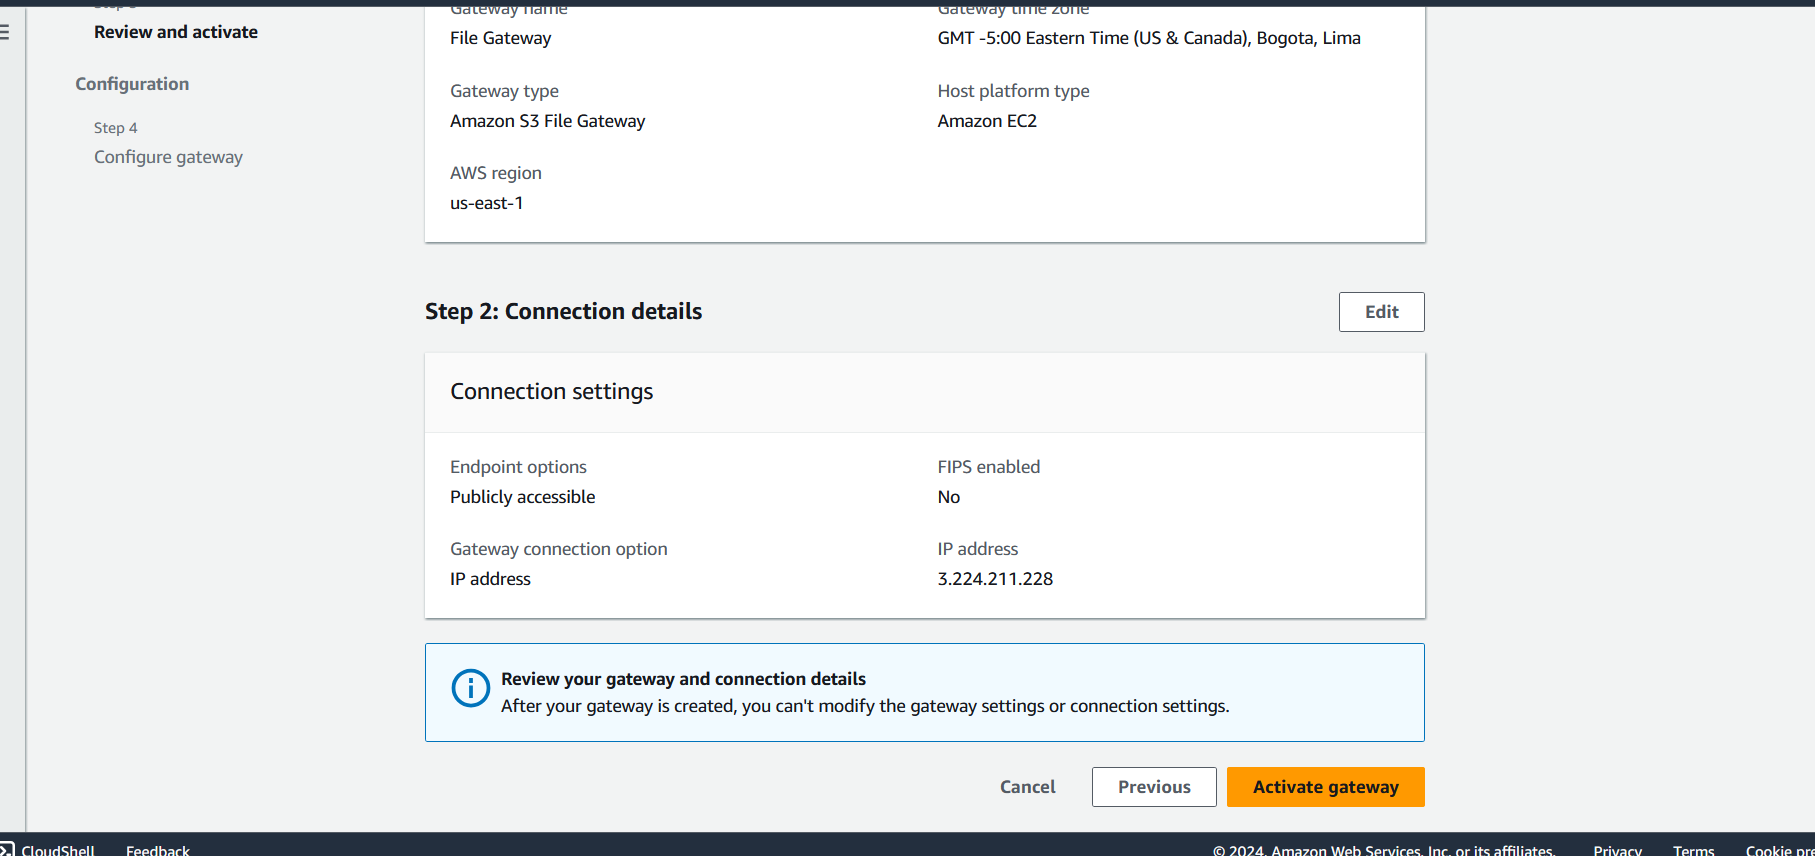 Review and activate
Configuration
Step 4
Configure gateway
Gateway name
File Gateway
Gateway time zone
GMT -5:00 Eastern Time (US & Canada), Bogota, Lima
Gateway type
Amazon S3 File Gateway
Host platform type
Amazon EC2
AWS region
us-east-1
Step 2: Connection details
Edit
Connection settings
Endpoint options
Publicly accessible
FIPS enabled
No
Gateway connection option
IP address
IP address
3.224.211.228
Review your gateway and connection details
After your gateway is created, you can't modify the gateway settings or connection settings.
Cancel
Previous
Activate gateway
CloudShell
Feedback
© 2024, Amazon Web Services, Inc. or its affiliates.
Privacy
Terms
Cookie